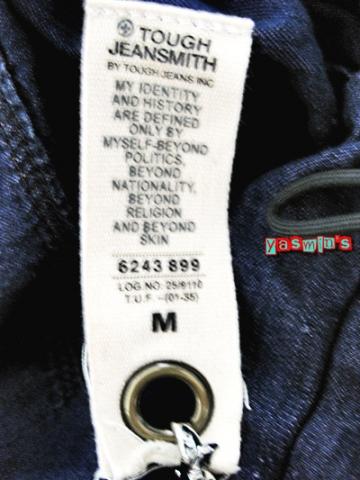 TOUGH
JEANSMITH
BY TOUGH JEANS INC
MY IDENTITY
AND HISTORY
ARE DEFINED
ONLY BY
MYSELF-BEYOND
POLITICS,
BEYOND
NATIONALITY,
BEYOND
RELIGION
AND BEYOND
SKIN
6243 899
LOG.NO: 25/9110
T.U.F. –(01-35)
M
yasmin's